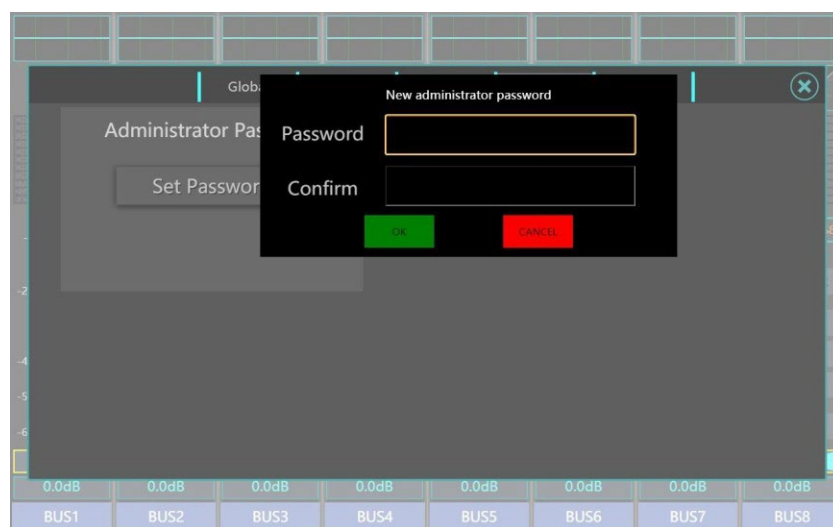 Globa
New administrator password
Administrator Pas
Password
Set Passwor
Confirm
OK
CANCEL
-2
-4
-5
-6
0.0dB 0.0dB 0.0dB 0.0dB 0.0dB 0.0dB 0.0dB 0.0dB
BUS1 BUS2 BUS3 BUS4 BUS5 BUS6 BUS7 BUS8